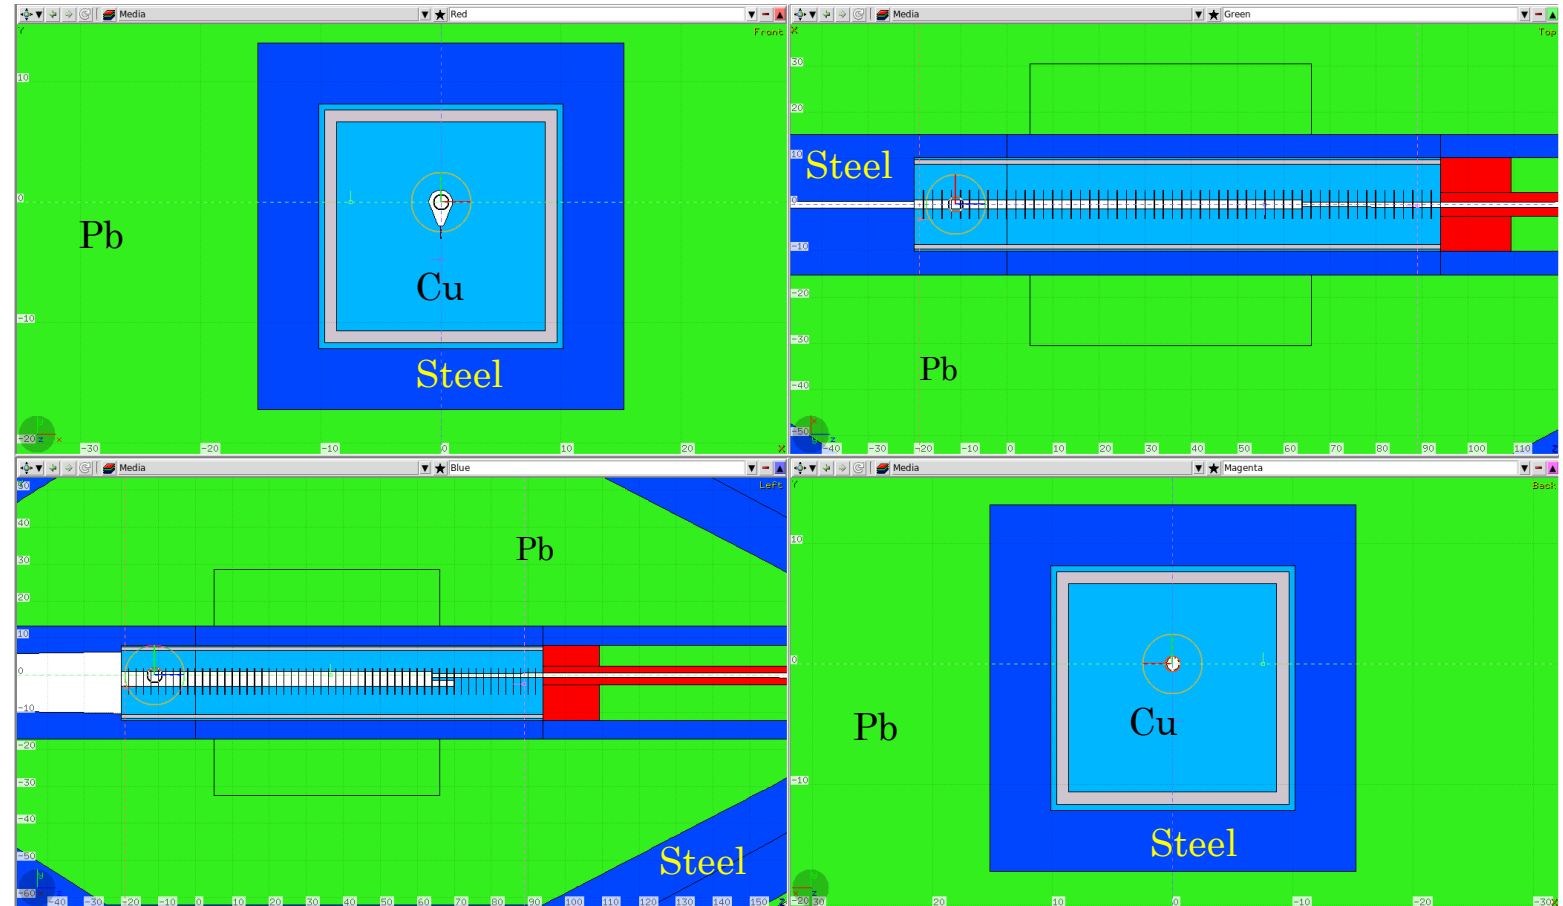 Media Red
Y Front
10
0
-10
-20 z x -30 -20 -10 0 10 20 X
Pb
Cu
Steel
Media Green
X Top
30
20
10
0
-10
-20
-30
-40
-50
-40 -30 -20 -10 0 10 20 30 40 50 60 70 80 90 100 110
Steel
Pb
Media Blue
Left
50
40
30
20
10
0
-10
-20
-30
-40
-50
-60 -40 -30 -20 -10 0 10 20 30 40 50 60 70 80 90 100 110 120 130 140 150
Pb
Steel
Media Magenta
Y Back
10
0
-10
-20 30 20 0 -10 -20 -30
Pb
Cu
Steel